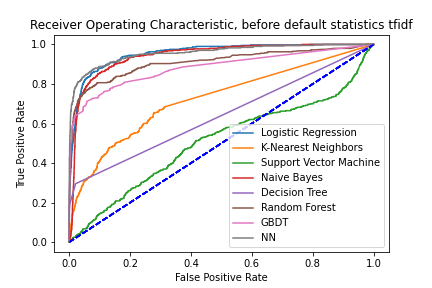 Receiver Operating Characteristic, before default statistics tfidf
True Positive Rate
1.0
0.8
0.6
0.4
0.2
0.0
Logistic Regression
K-Nearest Neighbors
Support Vector Machine
Naive Bayes
Decision Tree
Random Forest
GBDT
NN
0.0 0.2 0.4 0.6 0.8 1.0
False Positive Rate